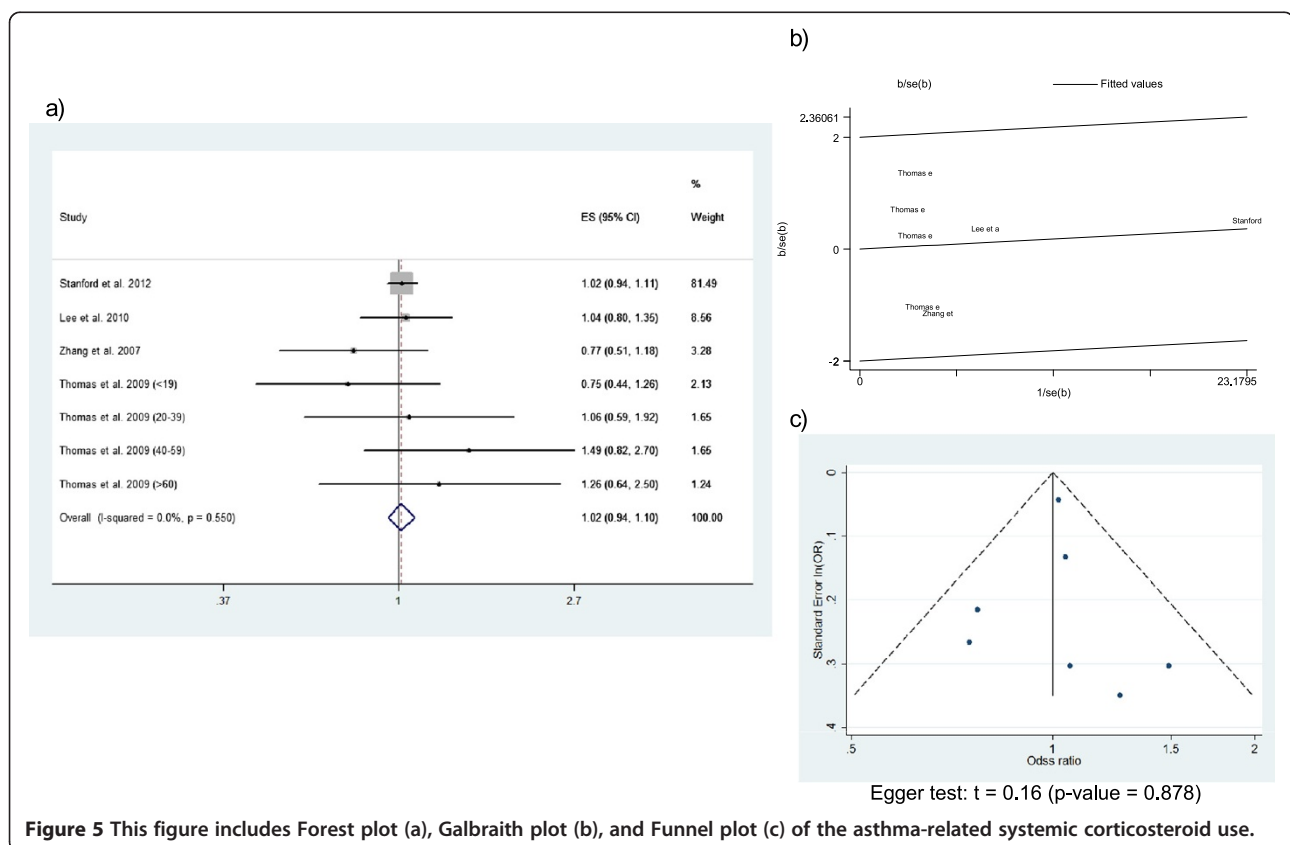 a)
%
Study ES (95% CI) Weight
Stanford et al. 2012 1.02 (0.94, 1.11) 81.49
Lee et al. 2010 1.04 (0.80, 1.35) 8.56
Zhang et al. 2007 0.77 (0.51, 1.18) 3.28
Thomas et al. 2009 (<19) 0.75 (0.44, 1.26) 2.13
Thomas et al. 2009 (20-39) 1.06 (0.59, 1.92) 1.65
Thomas et al. 2009 (40-59) 1.49 (0.82, 2.70) 1.65
Thomas et al. 2009 (>60) 1.26 (0.64, 2.50) 1.24
Overall (I-squared = 0.0%, p = 0.550) 1.02 (0.94, 1.10) 100.00
.37 1 2.7
b)
b/se(b) Fitted values
2.36061
2
Thomas e
Thomas e
Stanford
Lee et a
Thomas e
0
b/se(b)
Thomas e
Zhang et
-2
0 23.1795
1/se(b)
c)
0
.1
.2
.3
.4
Standard Error ln(OR)
.5 1 1.5 2
Odss ratio
Egger test: t = 0.16 (p-value = 0.878)
Figure 5 This figure includes Forest plot (a), Galbraith plot (b), and Funnel plot (c) of the asthma-related systemic corticosteroid use.